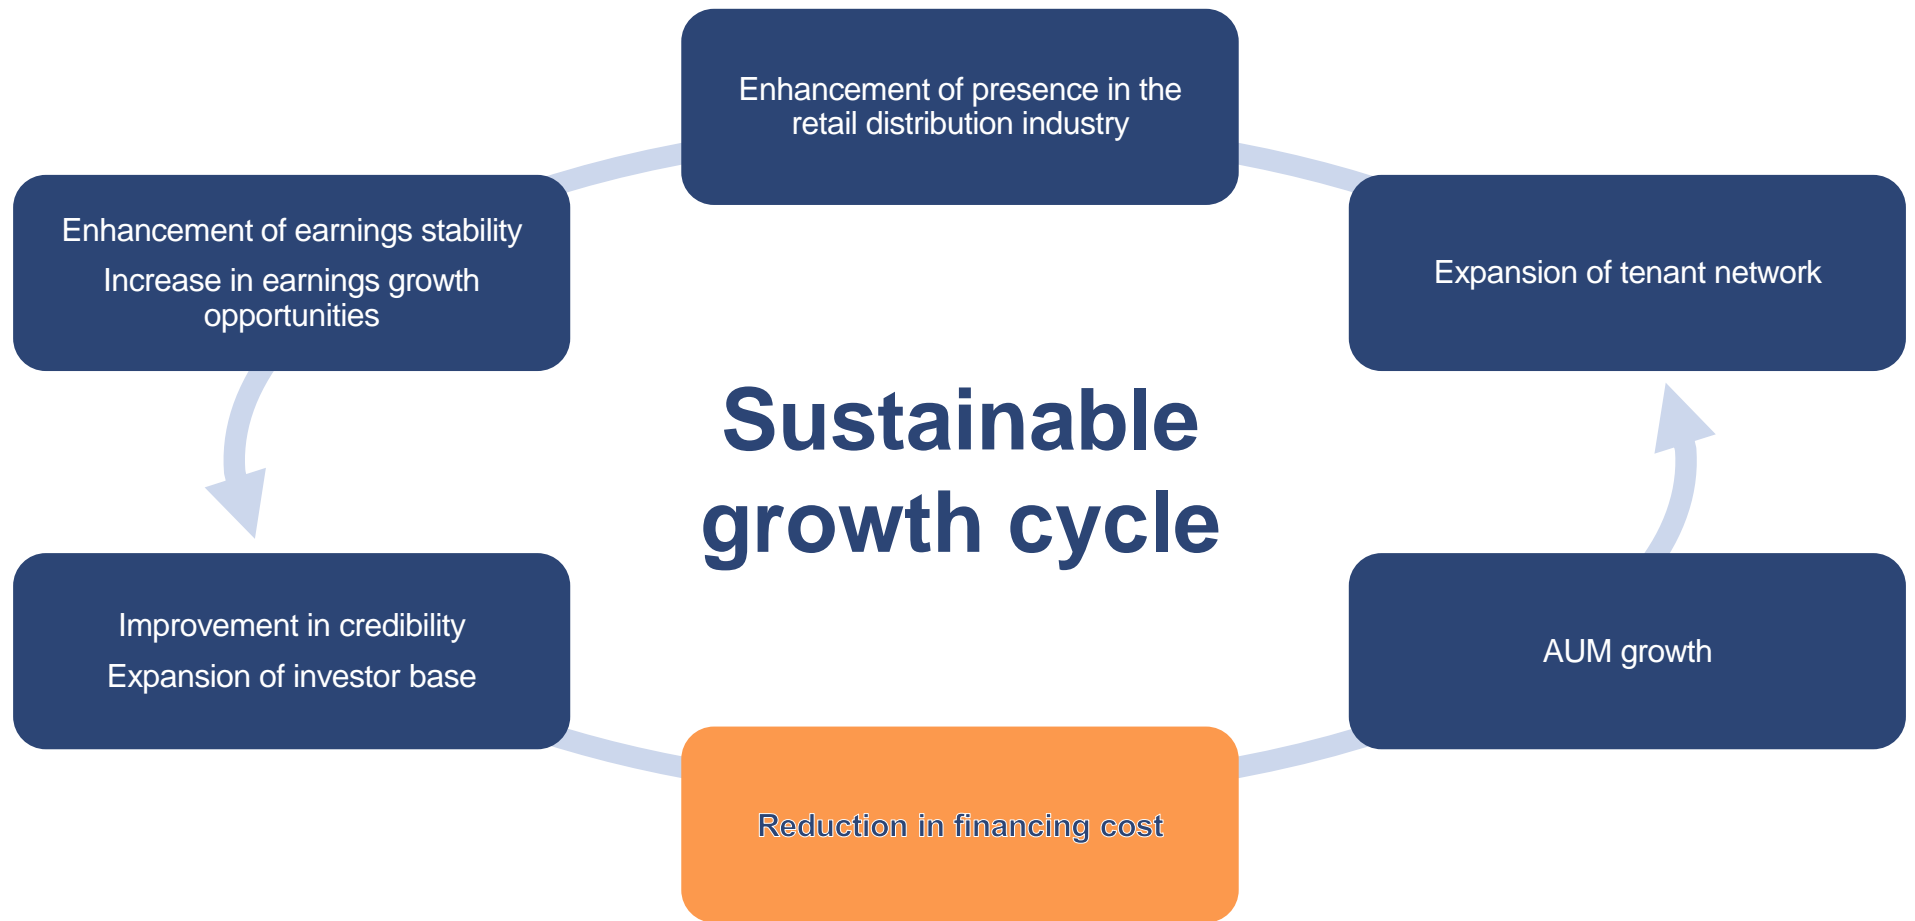 Enhancement of presence in the
retail distribution industry
Enhancement of earnings stability
Increase in earnings growth
opportunities
Expansion of tenant network
Sustainable
growth cycle
Improvement in credibility
Expansion of investor base
AUM growth
Reduction in financing cost